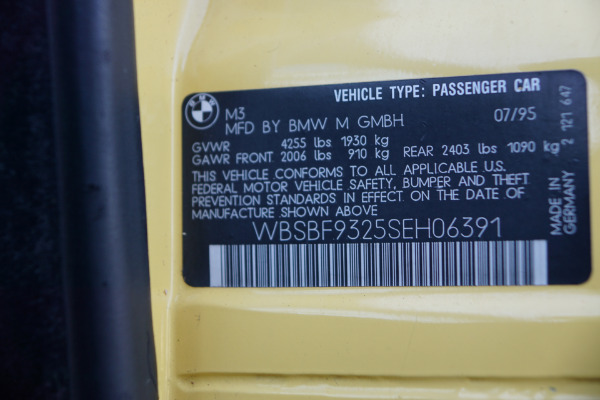 VEHICLE TYPE: PASSENGER CAR
BMW
M3 07/95
MFD BY BMW M GMBH
GVWR 4255 lbs 1930 kg
GAWR FRONT 2006 lbs 910 kg REAR 2403 lbs 1090 kg
THIS VEHICLE CONFORMS TO ALL APPLICABLE U.S.
FEDERAL MOTOR VEHICLE SAFETY, BUMPER AND THEFT
PREVENTION STANDARDS IN EFFECT ON THE DATE OF
MANUFACTURE SHOWN ABOVE
WBSBF9325SEH06391
MADE IN
GERMANY 2 121 647